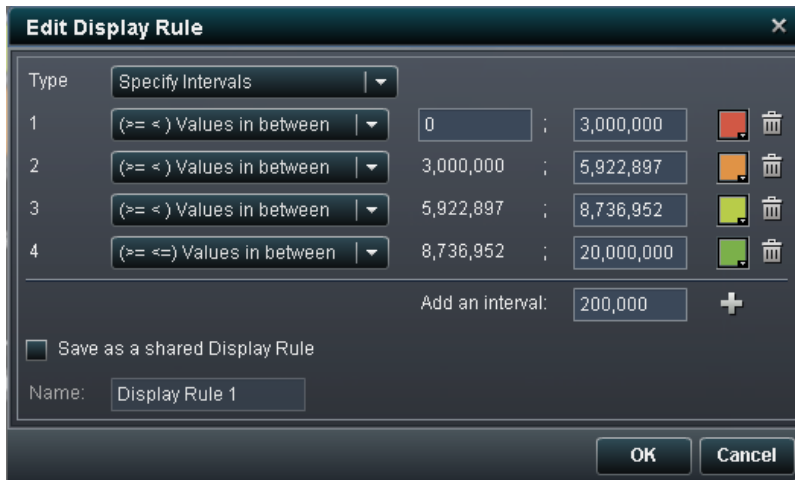 Edit Display Rule
Type Specify Intervals
1 (>= < ) Values in between 0 ; 3,000,000
2 (>= < ) Values in between 3,000,000 ; 5,922,897
3 (>= < ) Values in between 5,922,897 ; 8,736,952
4 (>= <=) Values in between 8,736,952 ; 20,000,000
Add an interval: 200,000
Save as a shared Display Rule
Name: Display Rule 1
OK Cancel